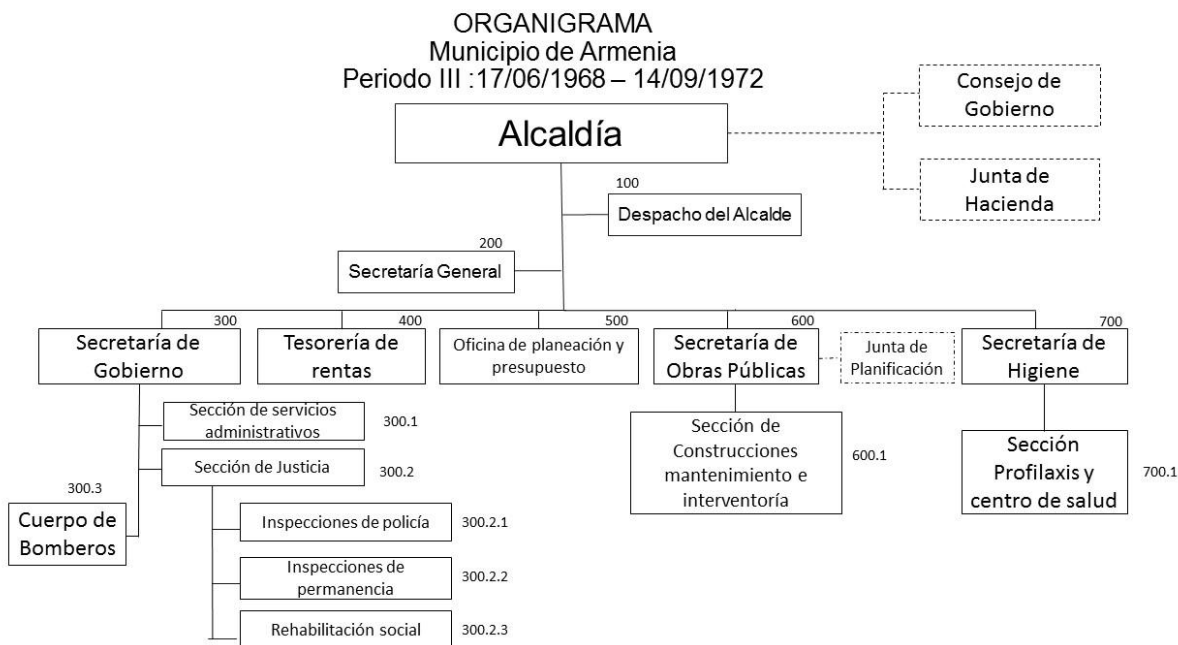 ORGANIGRAMA
Municipio de Armenia
Periodo III :17/06/1968 – 14/09/1972
Alcaldía
Consejo de
Gobierno
Junta de
Hacienda
100
Despacho del Alcalde
200
Secretaría General
300
Secretaría de
Gobierno
400
Tesorería de
rentas
500
Oficina de planeación y
presupuesto
600
Secretaría de
Obras Públicas
Junta de
Planificación
700
Secretaría de
Higiene
Sección de servicios
administrativos
300.1
Sección de Justicia
300.2
300.3
Cuerpo de
Bomberos
Inspecciones de policía
300.2.1
Inspecciones de
permanencia
300.2.2
Rehabilitación social
300.2.3
Sección de
Construcciones
mantenimiento e
interventoría
600.1
Sección
Profilaxis y
centro de salud
700.1